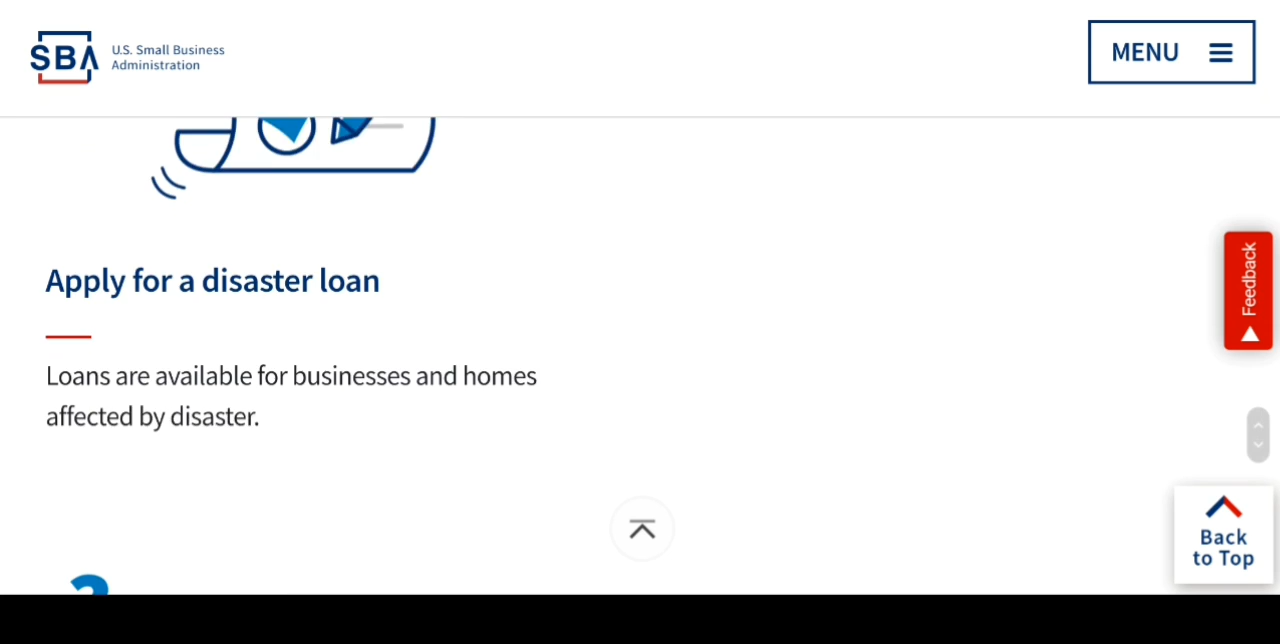 SBA
U.S. Small Business
Administration
MENU
Apply for a disaster loan
Loans are available for businesses and homes
affected by disaster.
Feedback
Back
to Top